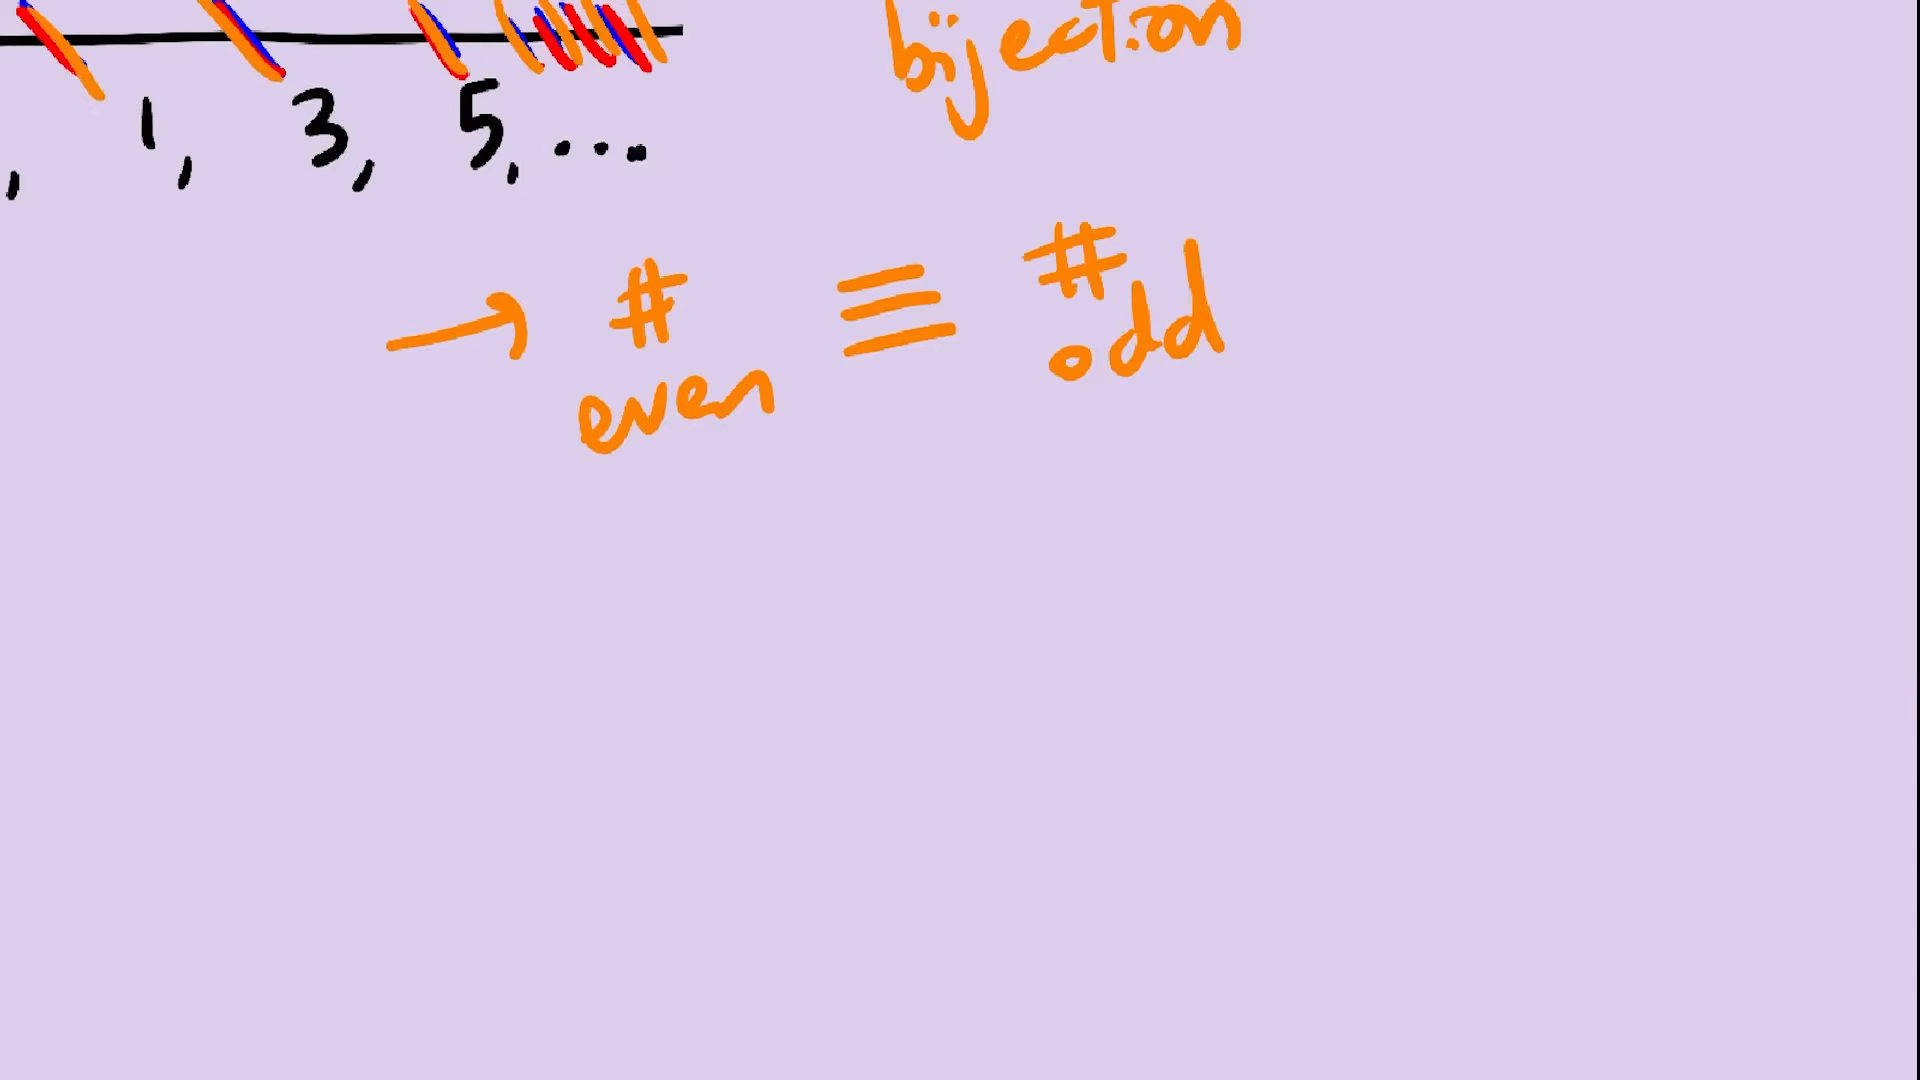 bijection
, 1, 3, 5, ...
→ # even ≡ # odd